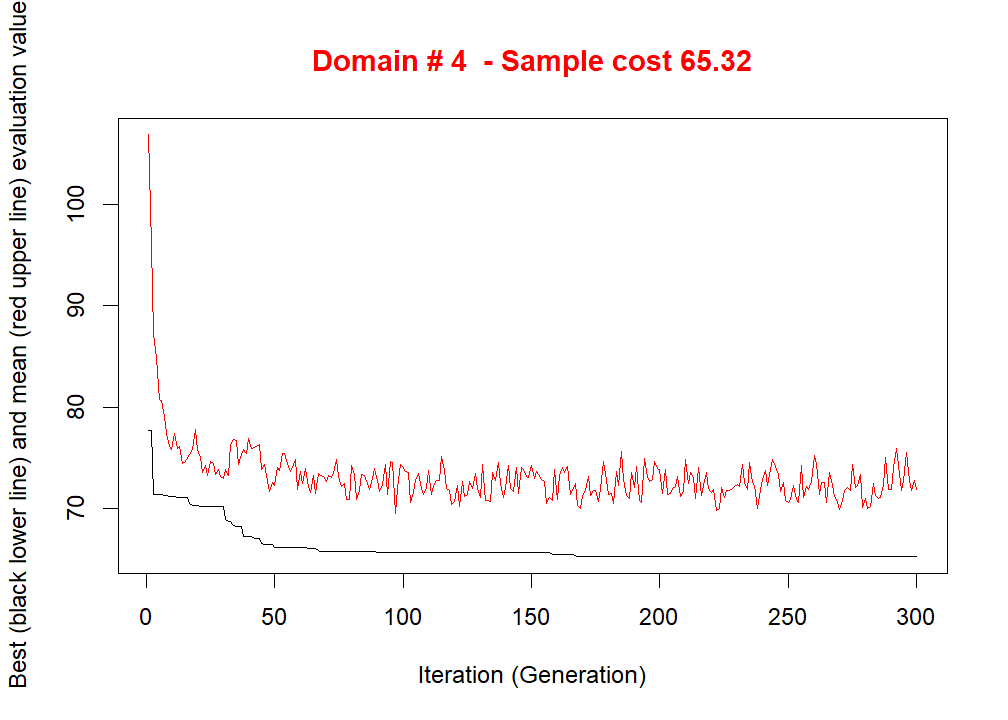 Domain # 4  - Sample cost 65.32
Best (black lower line) and mean (red upper line) evaluation value
100
90
80
70
0 50 100 150 200 250 300
Iteration (Generation)